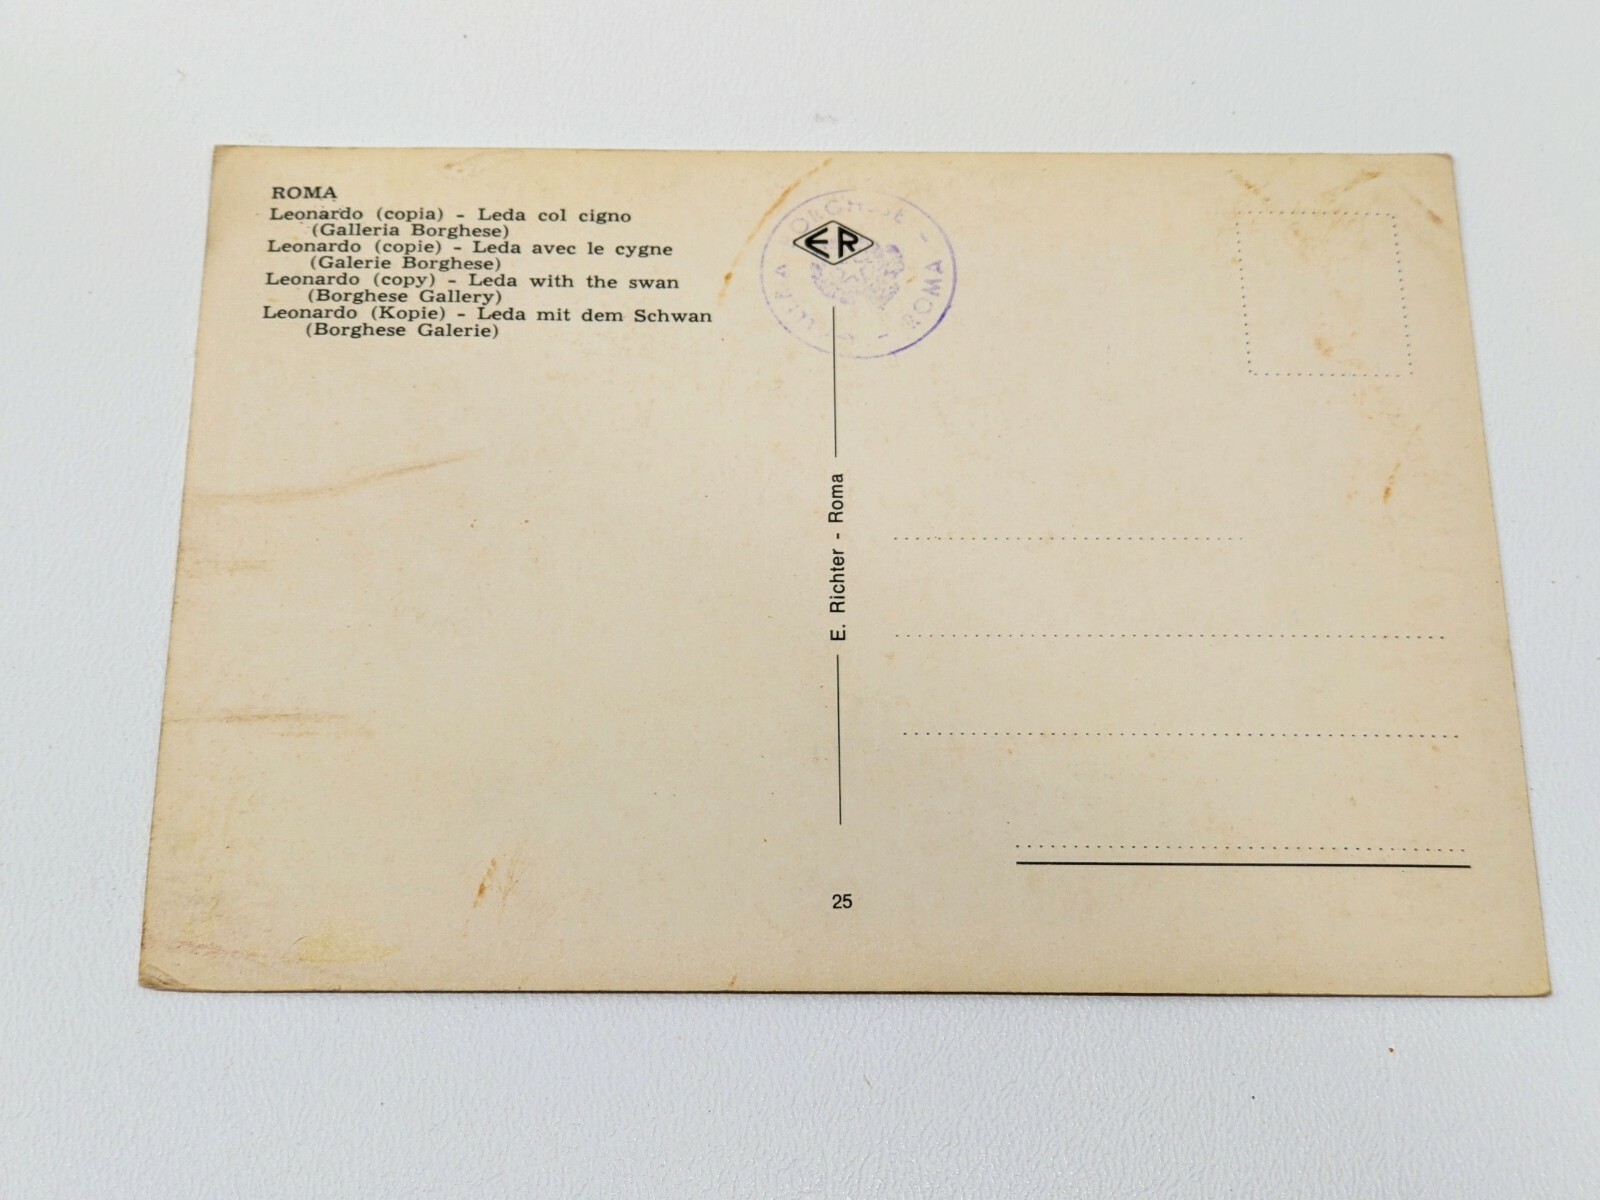 ROMA
Leonardo (copia) - Leda col cigno
(Galleria Borghese)
Leonardo (copie) - Leda avec le cygne
(Galerie Borghese)
Leonardo (copy) - Leda with the swan
(Borghese Gallery)
Leonardo (Kopie) - Leda mit dem Schwan
(Borghese Galerie)
ER
BORGHESE - ROMA -
E. Richter - Roma
25